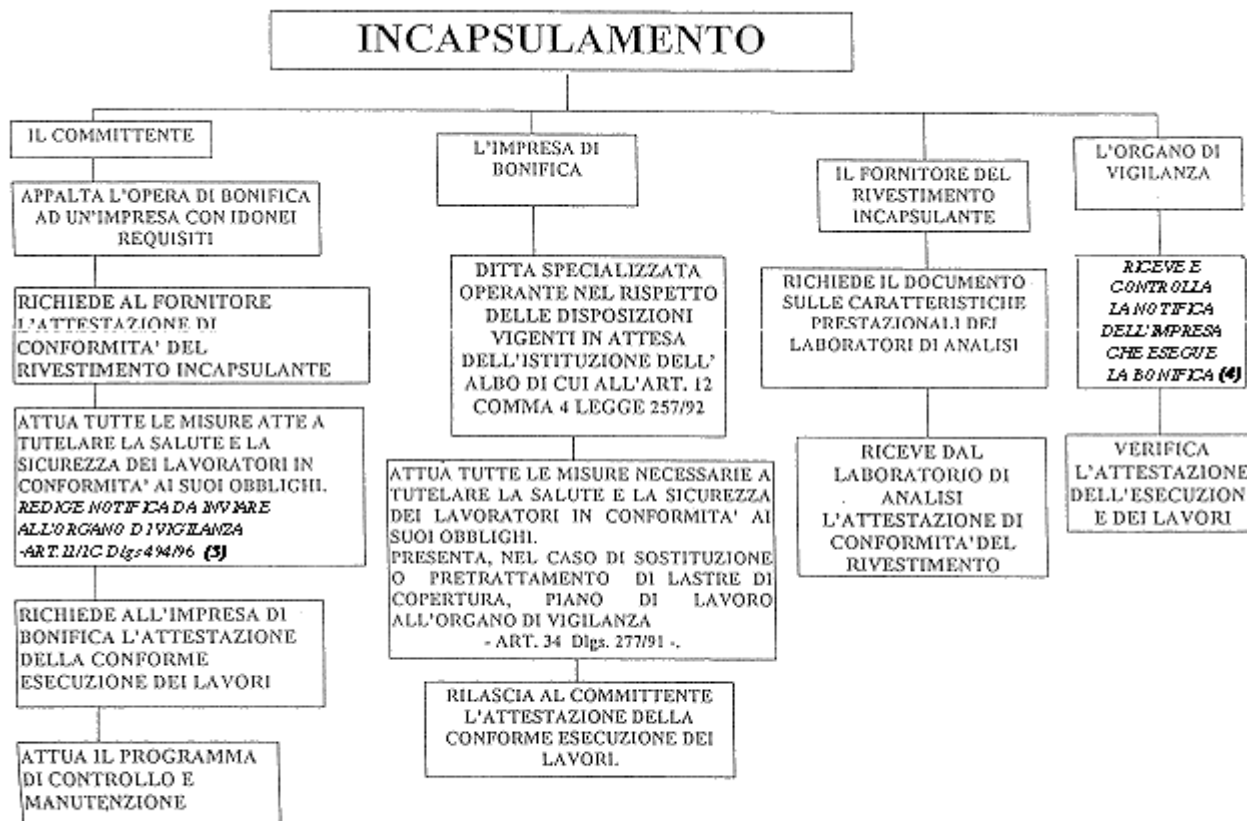 INCAPSULAMENTO
IL COMMITTENTE
APPALTA L'OPERA DI BONIFICA
AD UN'IMPRESA CON IDONEI
REQUISITI
RICHIEDE AL FORNITORE
L'ATTESTAZIONE DI
CONFORMITA' DEL
RIVESTIMENTO INCAPSULANTE
ATTUA TUTTE LE MISURE ATTE A
TUTELARE LA SALUTE E LA
SICUREZZA DEI LAVORATORI IN
CONFORMITA' AI SUOI OBBLIGHI.
REDIGE NOTIFICA DA INVIARE
ALL'ORGANO DI VIGILANZA
-ART. 11/1C Dlgs 494/96 (3)
RICHIEDE ALL'IMPRESA DI
BONIFICA L'ATTESTAZIONE
DELLA CONFORME
ESECUZIONE DEI LAVORI
ATTUA IL PROGRAMMA
DI CONTROLLO E
MANUTENZIONE
L'IMPRESA DI
BONIFICA
DITTA SPECIALIZZATA
OPERANTE NEL RISPETTO
DELLE DISPOSIZIONI
VIGENTI IN ATTESA
DELL'ISTITUZIONE DELL'
ALBO DI CUI ALL'ART. 12
COMMA 4 LEGGE 257/92
ATTUA TUTTE LE MISURE NECESSARIE A
TUTELARE LA SALUTE E LA SICUREZZA
DEI LAVORATORI IN CONFORMITA' AI
SUOI OBBLIGHI.
PRESENTA, NEL CASO DI SOSTITUZIONE
O PRETRATTAMENTO DI LASTRE DI
COPERTURA, PIANO DI LAVORO
ALL'ORGANO DI VIGILANZA
- ART. 34 Dlgs. 277/91 -.
RILASCIA AL COMMITTENTE
L'ATTESTAZIONE DELLA
CONFORME ESECUZIONE DEI
LAVORI.
IL FORNITORE DEL
RIVESTIMENTO
INCAPSULANTE
RICHIEDE IL DOCUMENTO
SULLE CARATTERISTICHE
PRESTAZIONALI DEI
LABORATORI DI ANALISI
RICEVE DAL
LABORATORIO DI
ANALISI
L'ATTESTAZIONE DI
CONFORMITA' DEL
RIVESTIMENTO
L'ORGANO DI
VIGILANZA
RICEVE E
CONTROLLA
LA NOTIFICA
DELL'IMPRESA
CHE ESEGUE
LA BONIFICA (4)
VERIFICA
L'ATTESTAZIONE
DELL'ESECUZION
E DEI LAVORI